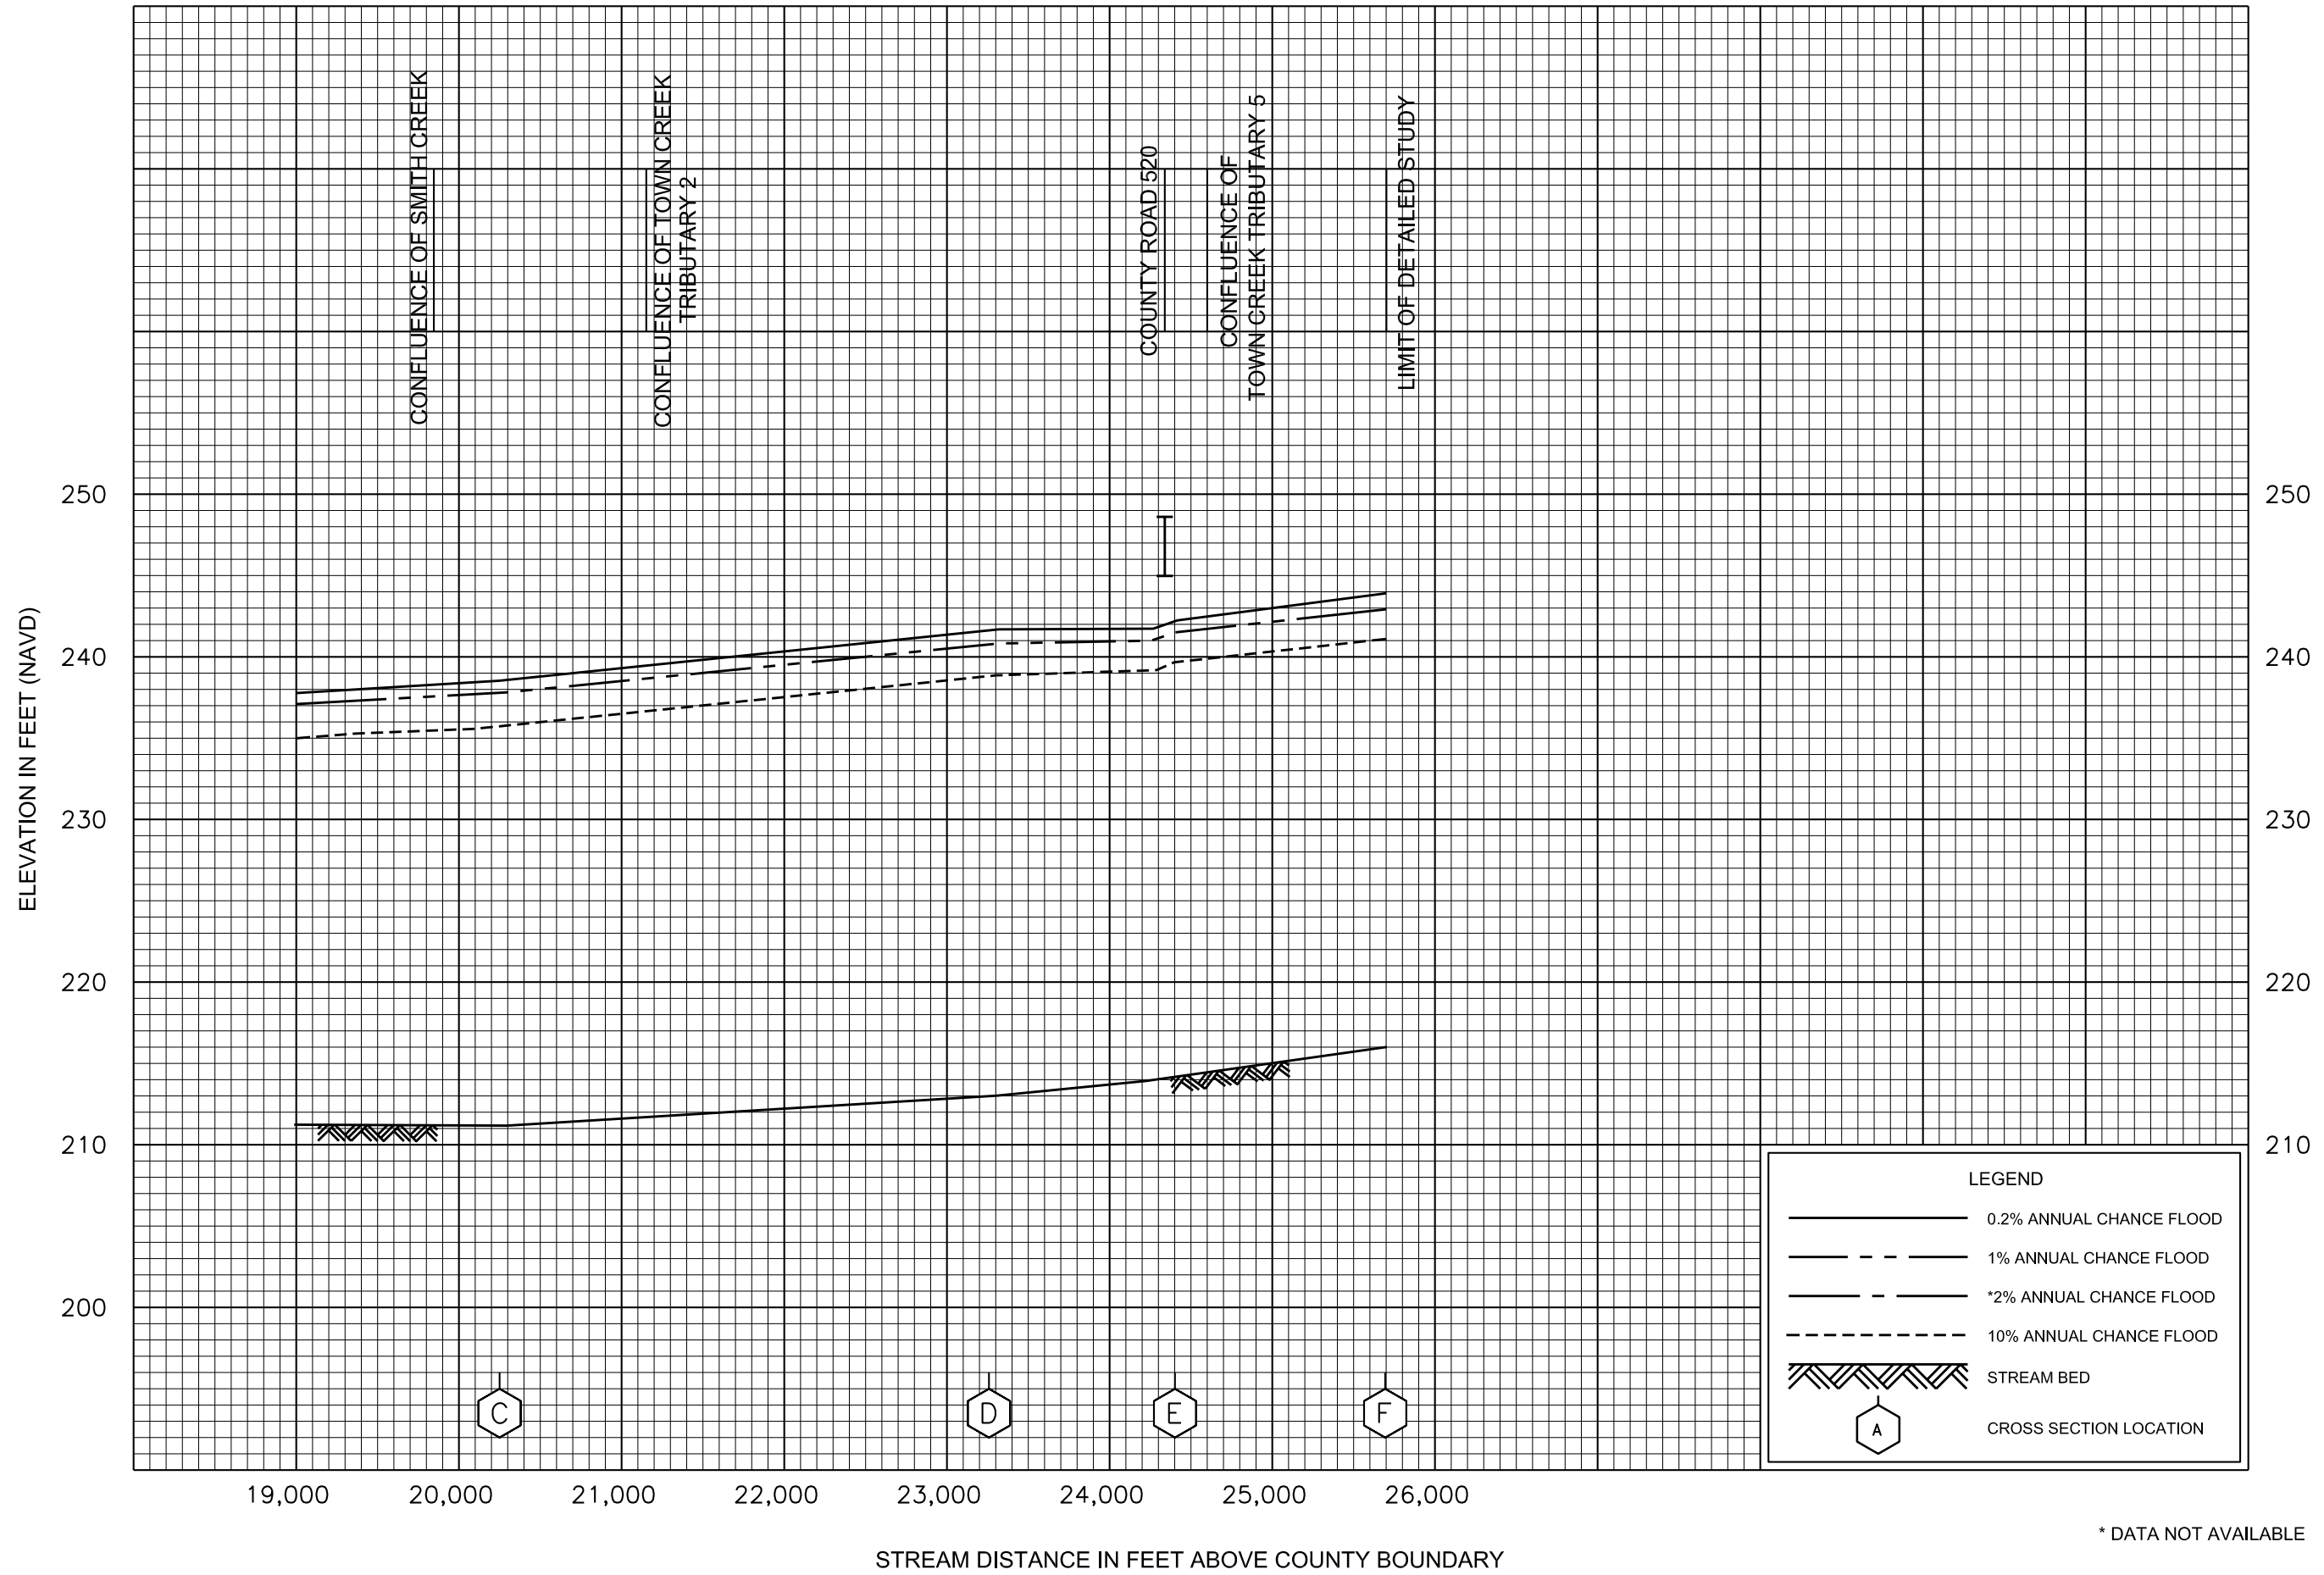 CONFLUENCE OF SMITH CREEK
CONFLUENCE OF TOWN CREEK
TRIBUTARY 2
COUNTY ROAD 520
CONFLUENCE OF
TOWN CREEK TRIBUTARY 5
LIMIT OF DETAILED STUDY
ELEVATION IN FEET (NAVD)
250
240
230
220
210
200
250
240
230
220
210
C
D
E
F
LEGEND
0.2% ANNUAL CHANCE FLOOD
1% ANNUAL CHANCE FLOOD
*2% ANNUAL CHANCE FLOOD
10% ANNUAL CHANCE FLOOD
STREAM BED
A CROSS SECTION LOCATION
19,000 20,000 21,000 22,000 23,000 24,000 25,000 26,000
* DATA NOT AVAILABLE
STREAM DISTANCE IN FEET ABOVE COUNTY BOUNDARY